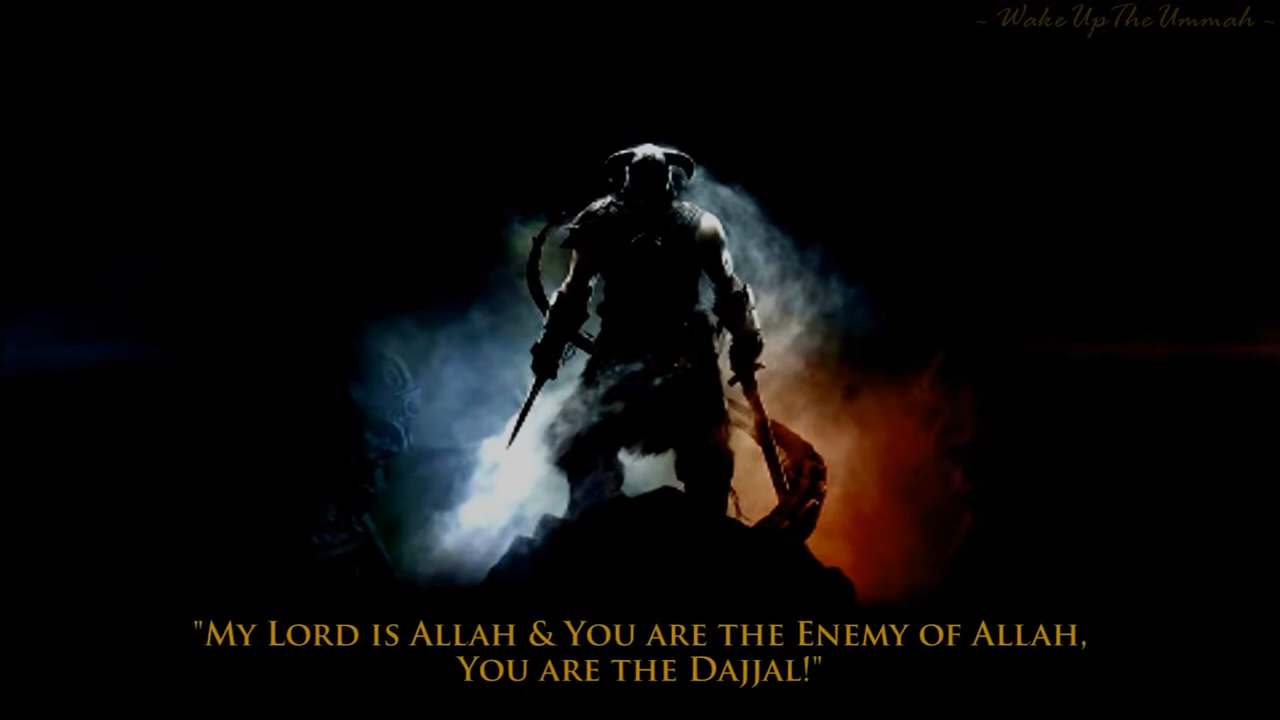 ~ Wake Up The Ummah ~
"My Lord is Allah & You are the Enemy of Allah,
You are the Dajjal!"